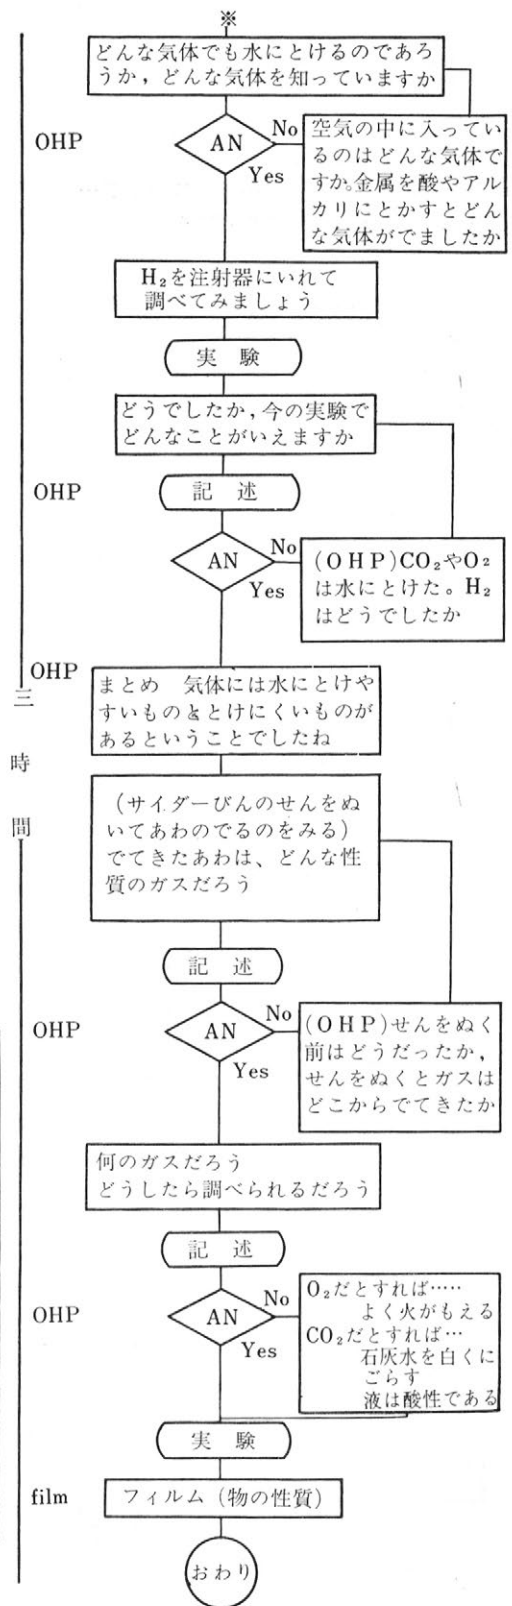 ※
どんな気体でも水にとけるのであろ
うか，どんな気体を知っていますか
OHP
AN
No
Yes
空気の中に入ってい
るのはどんな気体で
すか。金属を酸やアル
カリにとかすとどん
な気体がでましたか
H₂を注射器にいれて
調べてみましょう
実 験
どうでしたか，今の実験で
どんなことがいえますか
OHP
記 述
AN
No
Yes
(OHP)CO₂やO₂
は水にとけた。H₂
はどうでしたか
OHP
まとめ 気体には水にとけや
すいものととけにくいものが
あるということでしたね
三
時
間
(サイダーびんのせんをぬ
いてあわのでるのをみる)
でてきたあわは、どんな性
質のガスだろう
記 述
OHP
AN
No
Yes
(OHP)せんをぬく
前はどうだったか，
せんをぬくとガスは
どこからでてきたか
何のガスだろう
どうしたら調べられるだろう
記 述
OHP
AN
No
Yes
O₂だとすれば……
よく火がもえる
CO₂だとすれば…
石灰水を白くに
ごらす
液は酸性である
実 験
film
フィルム (物の性質)
おわり